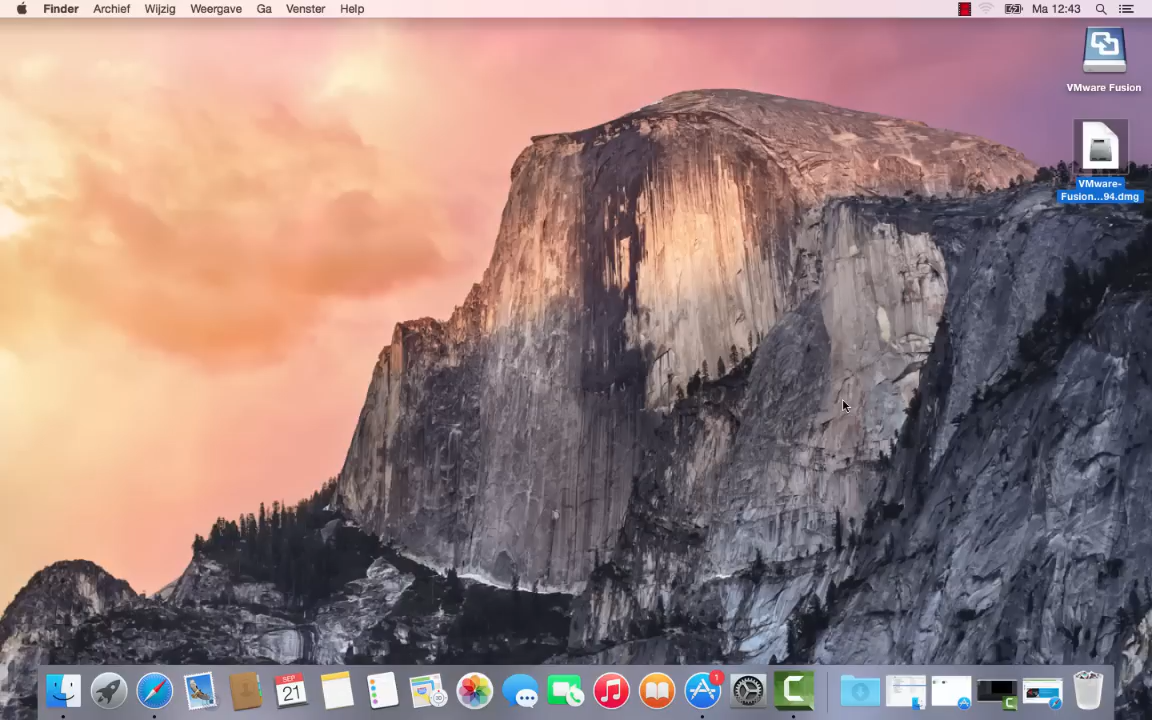 Finder Archief Wijzig Weergave Ga Venster Help Ma 12:43
VMware Fusion
VMware-
Fusion...94.dmg
SEP
21
1